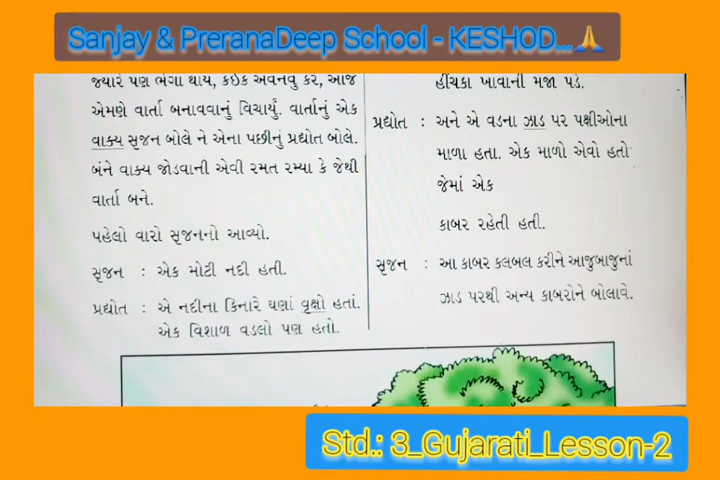 Sanjay & PreranaDeep School - KESHOD...🙏
જ્યારે પણ ભેગા થાય, કંઇક અવનવું કરે, આજે
એમણે વાર્તા બનાવવાનું વિચાર્યું. વાર્તાનું એક
વાક્ય સૃજન બોલે ને એના પછીનું પ્રદ્યોત બોલે.
બંને વાક્ય જોડવાની એવી રમત રમ્યા કે જેથી
વાર્તા બને.
પહેલો વારો સૃજનનો આવ્યો.
સૃજન : એક મોટી નદી હતી.
પ્રદ્યોત : એ નદીના કિનારે ઘણાં વૃક્ષો હતાં.
એક વિશાળ વડલો પણ હતો.
હીંચકા ખાવાની મજા પડે.
પ્રદ્યોત : અને એ વડના ઝાડ પર પક્ષીઓના
માળા હતા. એક માળો એવો હતો
જેમાં એક
કાબર રહેતી હતી.
સૃજન : આ કાબર કલબલ કરીને આજુબાજુનાં
ઝાડ પરથી અન્ય કાબરોને બોલાવે.
Std.: 3_Gujarati_Lesson-2